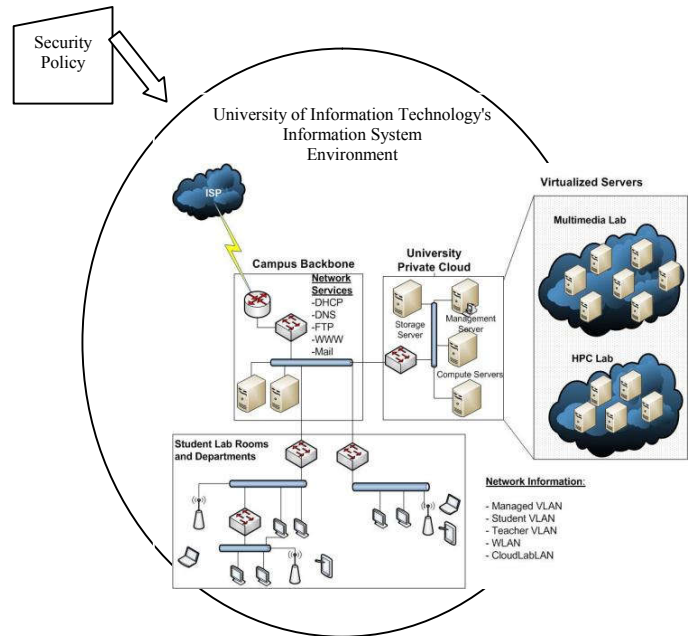 Security
Policy
University of Information Technology's
Information System
Environment
ISP
Virtualized Servers
Multimedia Lab
Campus Backbone
Network
Services
-DHCP
-DNS
-FTP
-WWW
-Mail
University
Private Cloud
Storage
Server
Management
Server
Compute Servers
HPC Lab
Student Lab Rooms
and Departments
Network Information:
- Managed VLAN
- Student VLAN
- Teacher VLAN
- WLAN
- CloudLabLAN